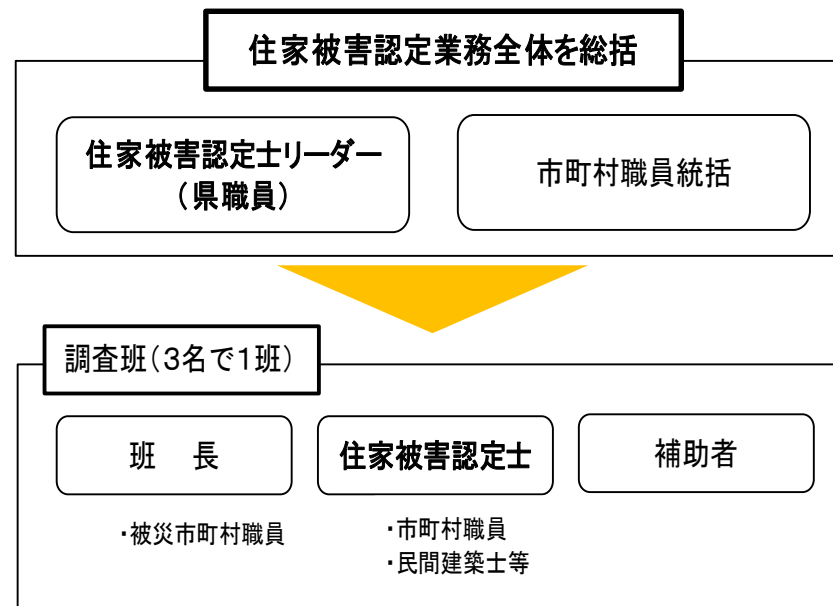 住家被害認定業務全体を総括
住家被害認定士リーダー
（県職員）
市町村職員統括
調査班（３名で１班）
班　長
住家被害認定士
補助者
・被災市町村職員
・市町村職員
・民間建築士等